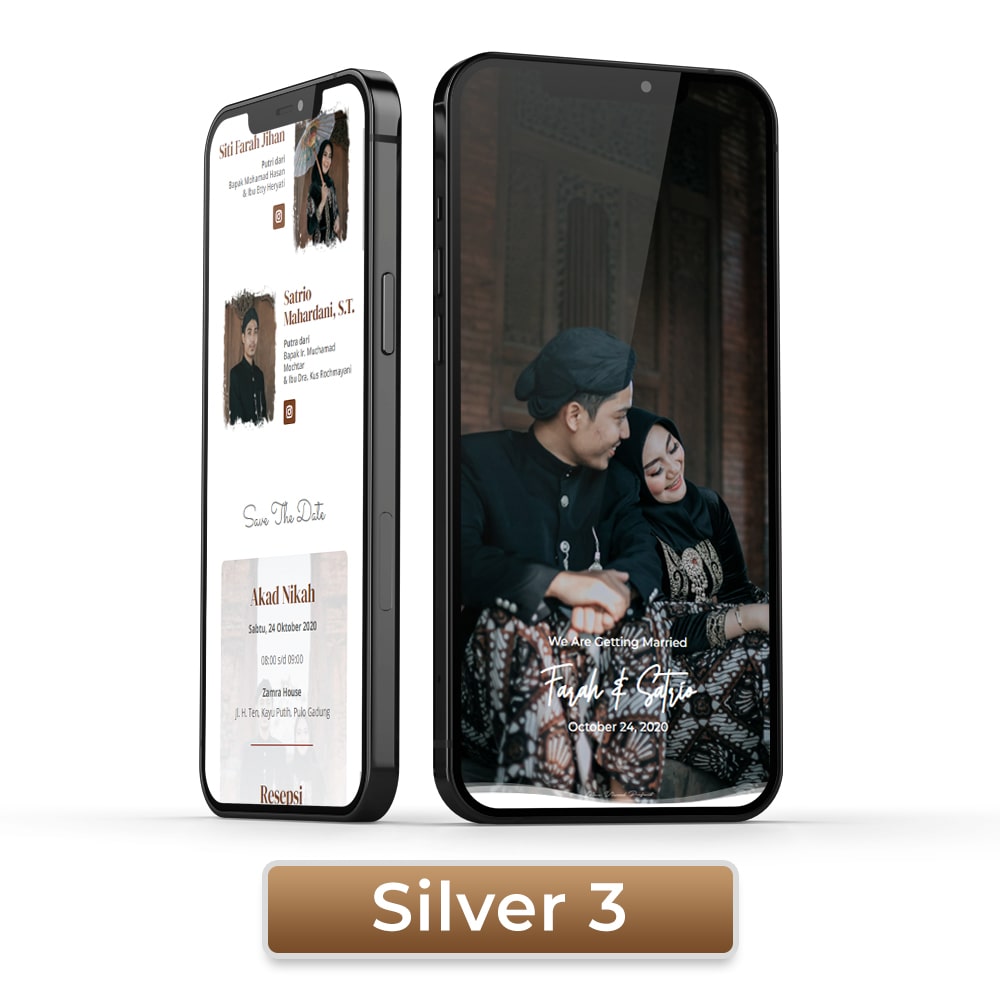 Siti Farah Jihan
Putri dari
Bapak Mohamad Hasan
& Ibu Etty Heryati
Satrio
Mahardani, S.T.
Putra dari
Bapak Ir. Muchamad
Mochtar
& Ibu Dra. Kus Rochmayani
Save The Date
Akad Nikah
Sabtu, 24 Oktober 2020
08:00 s/d 09:00
Zamra House
Jl. H. Ten, Kayu Putih, Pulo Gadung
Resepsi
We Are Getting Married
Farah & Satrio
October 24, 2020
Silver 3